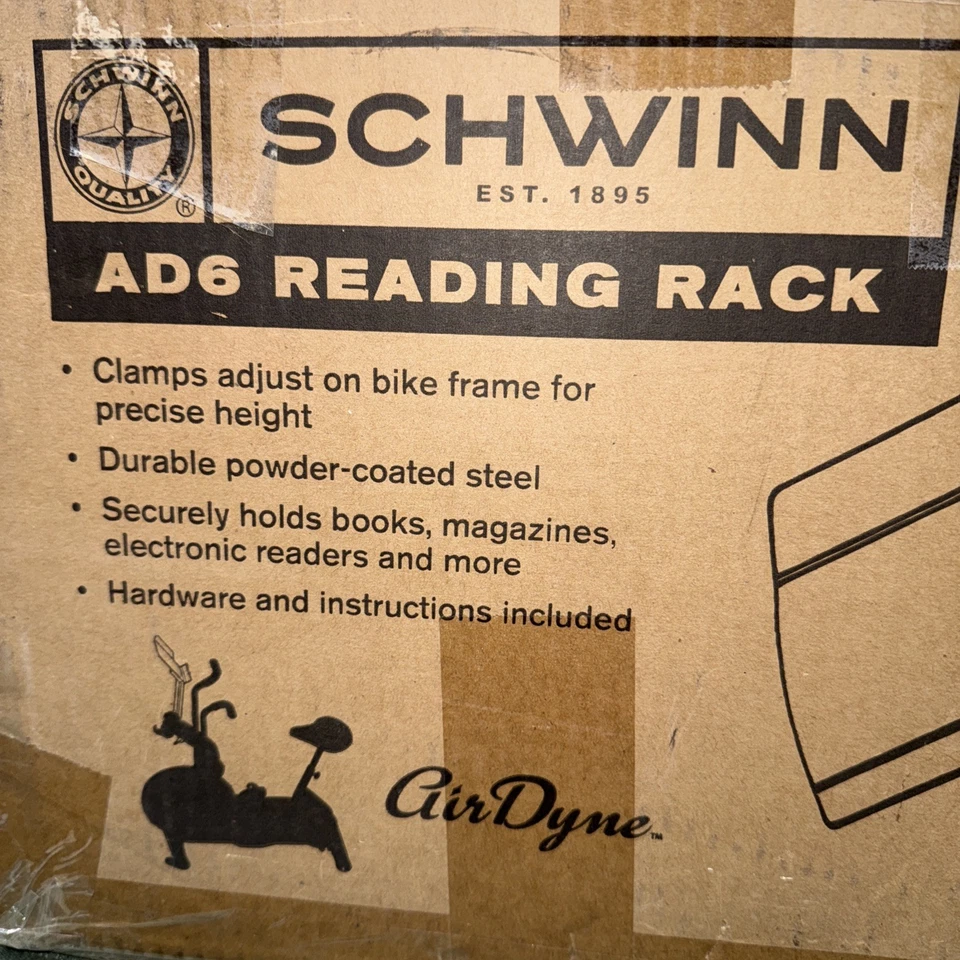 SCHWINN
QUALITY
®
SCHWINN
EST. 1895
AD6 READING RACK
• Clamps adjust on bike frame for
precise height
• Durable powder-coated steel
• Securely holds books, magazines,
electronic readers and more
• Hardware and instructions included
AirDyne™